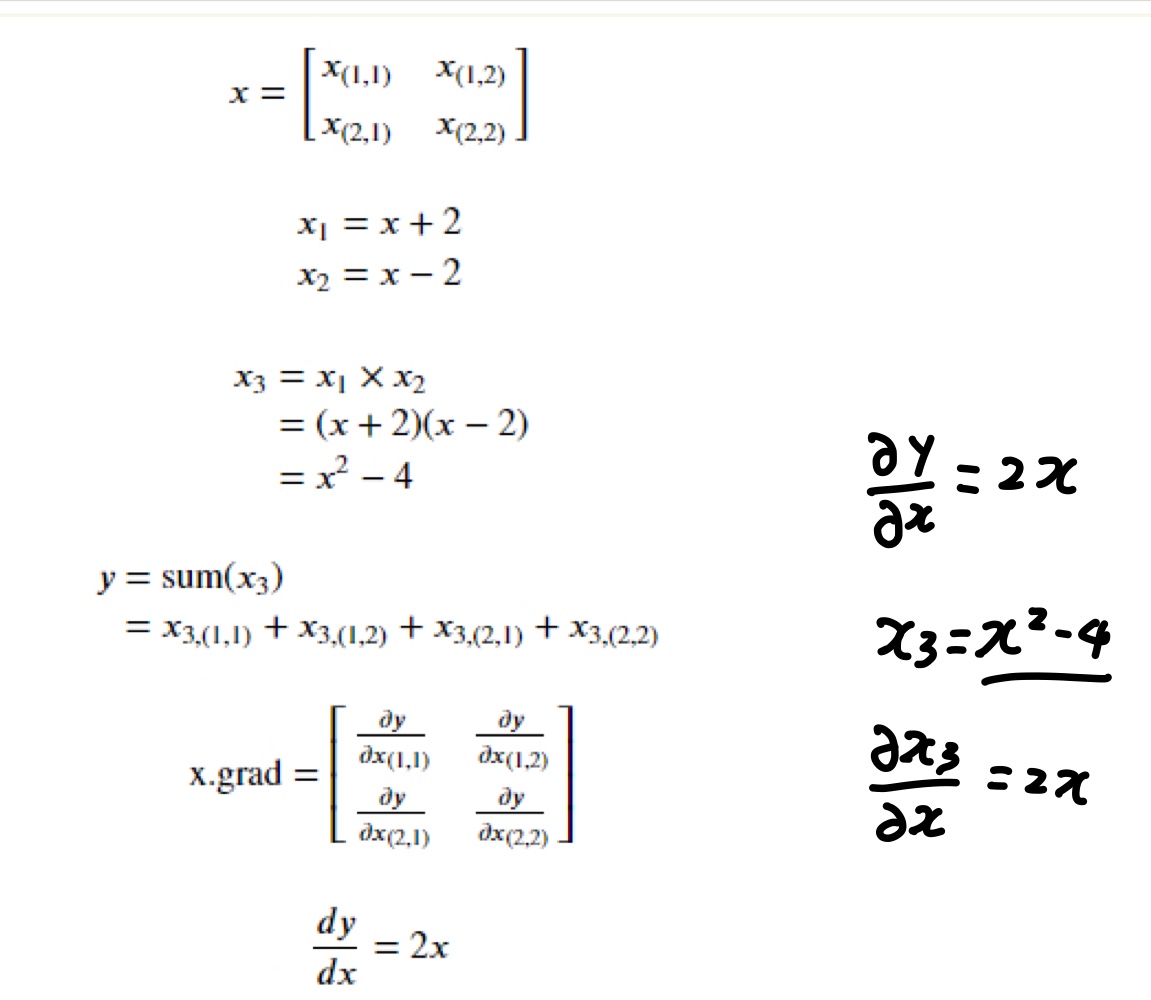 x = [ x(1,1) x(1,2)
x(2,1) x(2,2) ]
x₁ = x + 2
x₂ = x − 2
x₃ = x₁ × x₂
= (x + 2)(x − 2)
= x² − 4
y = sum(x₃)
= x₃,(1,1) + x₃,(1,2) + x₃,(2,1) + x₃,(2,2)
x.grad = [ ∂y/∂x(1,1) ∂y/∂x(1,2)
∂y/∂x(2,1) ∂y/∂x(2,2) ]
dy/dx = 2x
∂y/∂x = 2x
x₃ = x² - 4
∂x₃/∂x = 2x